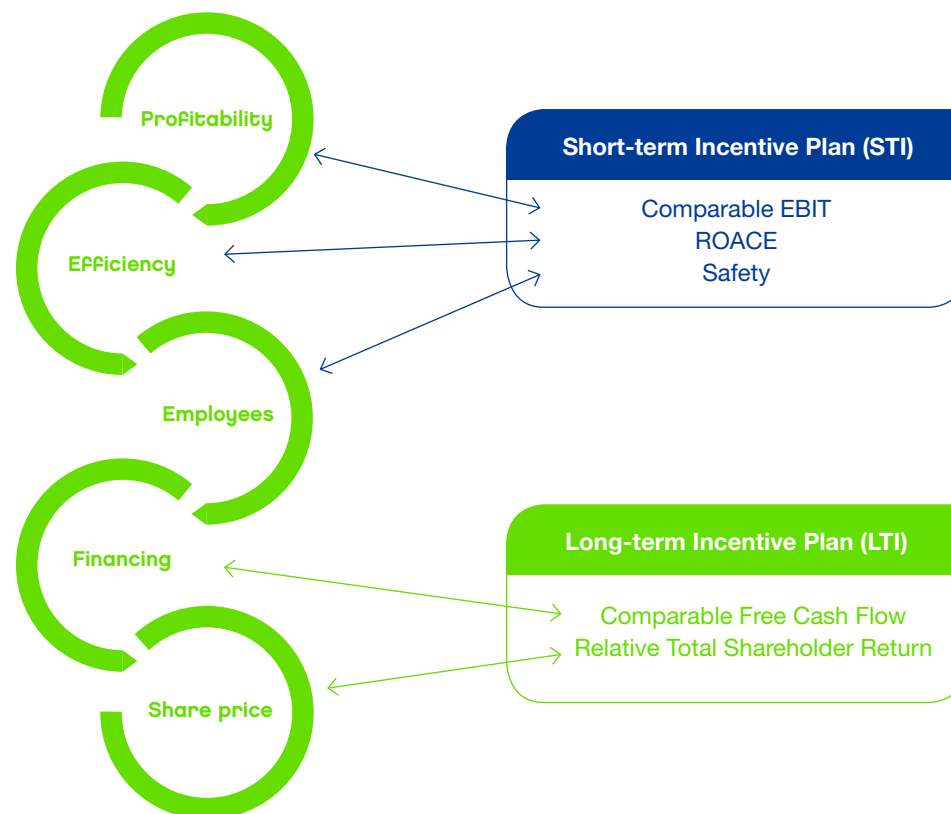 Profitability
Efficiency
Employees
Financing
Share price
Short-term Incentive Plan (STI)
Comparable EBIT
ROACE
Safety
Long-term Incentive Plan (LTI)
Comparable Free Cash Flow
Relative Total Shareholder Return